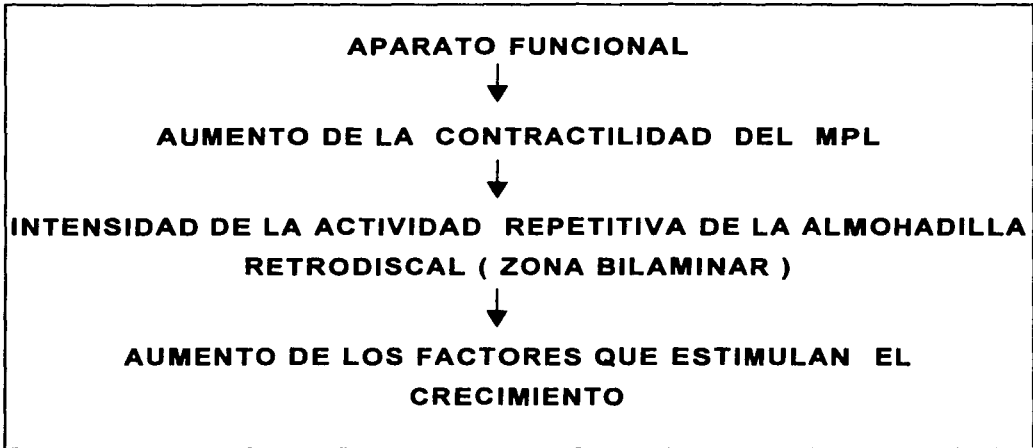 APARATO FUNCIONAL
AUMENTO DE LA CONTRACTILIDAD DEL MPL
INTENSIDAD DE LA ACTIVIDAD REPETITIVA DE LA ALMOHADILLA
RETRODISCAL ( ZONA BILAMINAR )
AUMENTO DE LOS FACTORES QUE ESTIMULAN EL
CRECIMIENTO